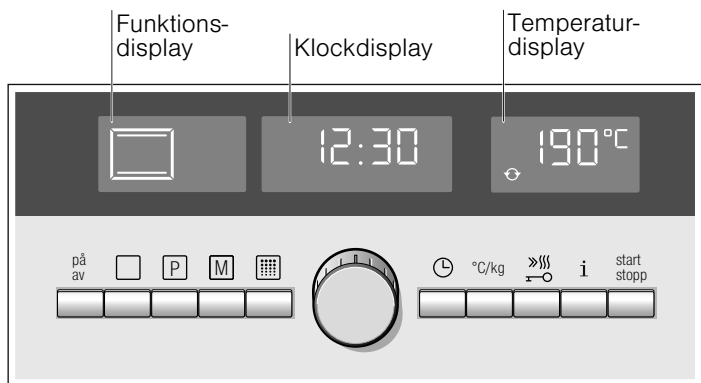 Funktions-
display
Klockdisplay
Temperatur-
display
12:30
190°C
på
av
P
M
°C/kg
i
start
stopp